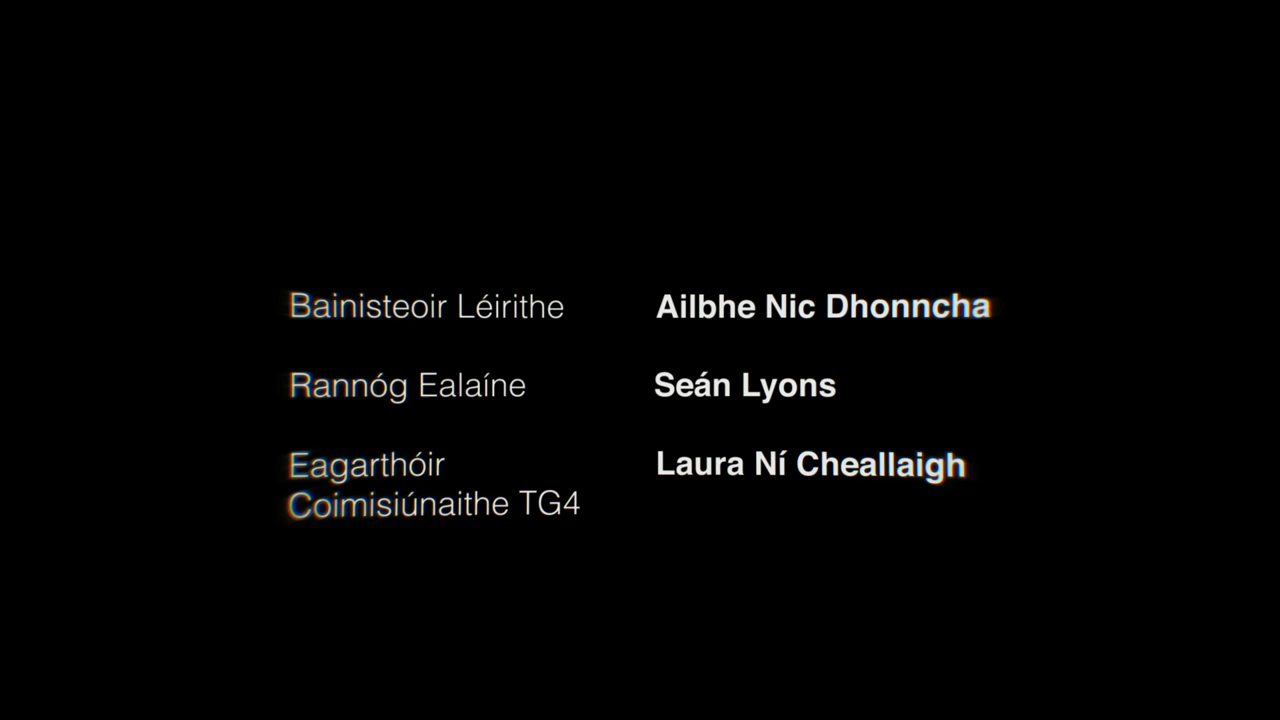 Bainisteoir Léirithe Ailbhe Nic Dhonncha
Rannóg Ealaíne Seán Lyons
Eagarthóir Laura Ní Cheallaigh
Coimisiúnaithe TG4